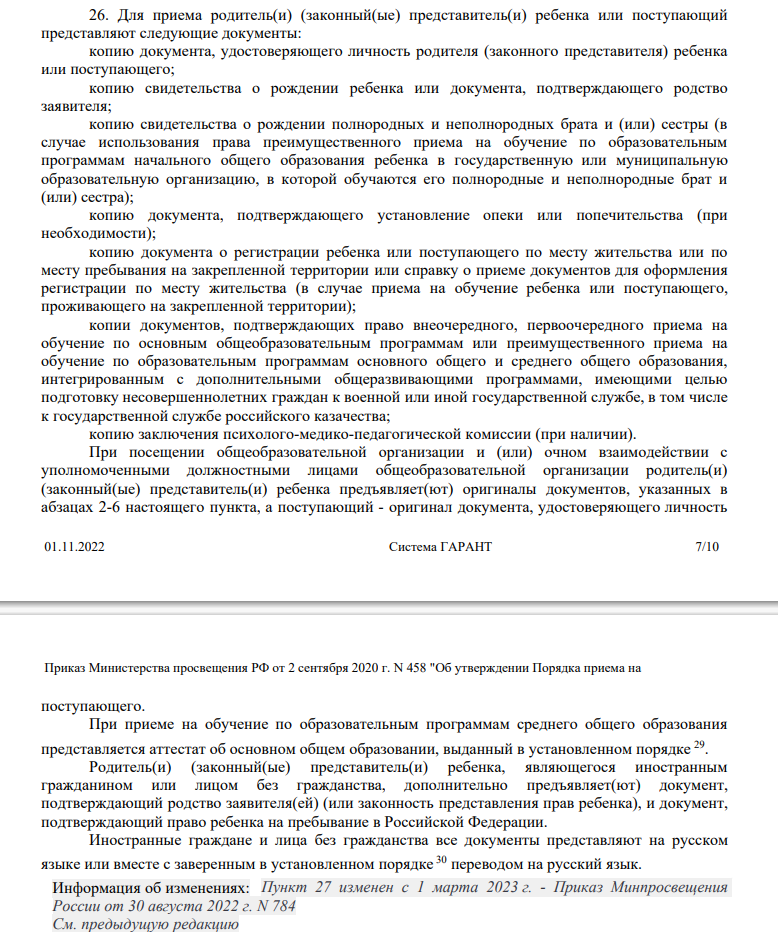 26. Для приема родитель(и) (законный(ые) представитель(и) ребенка или поступающий
представляют следующие документы:
копию документа, удостоверяющего личность родителя (законного представителя) ребенка
или поступающего;
копию свидетельства о рождении ребенка или документа, подтверждающего родство
заявителя;
копию свидетельства о рождении полнородных и неполнородных брата и (или) сестры (в
случае использования права преимущественного приема на обучение по образовательным
программам начального общего образования ребенка в государственную или муниципальную
образовательную организацию, в которой обучаются его полнородные и неполнородные брат и
(или) сестра);
копию документа, подтверждающего установление опеки или попечительства (при
необходимости);
копию документа о регистрации ребенка или поступающего по месту жительства или по
месту пребывания на закрепленной территории или справку о приеме документов для оформления
регистрации по месту жительства (в случае приема на обучение ребенка или поступающего,
проживающего на закрепленной территории);
копии документов, подтверждающих право внеочередного, первоочередного приема на
обучение по основным общеобразовательным программам или преимущественного приема на
обучение по образовательным программам основного общего и среднего общего образования,
интегрированным с дополнительными общеразвивающими программами, имеющими целью
подготовку несовершеннолетних граждан к военной или иной государственной службе, в том числе
к государственной службе российского казачества;
копию заключения психолого-медико-педагогической комиссии (при наличии).
При посещении общеобразовательной организации и (или) очном взаимодействии с
уполномоченными должностными лицами общеобразовательной организации родитель(и)
(законный(ые) представитель(и) ребенка предъявляет(ют) оригиналы документов, указанных в
абзацах 2-6 настоящего пункта, а поступающий - оригинал документа, удостоверяющего личность
01.11.2022 Система ГАРАНТ 7/10
Приказ Министерства просвещения РФ от 2 сентября 2020 г. N 458 "Об утверждении Порядка приема на
поступающего.
При приеме на обучение по образовательным программам среднего общего образования
представляется аттестат об основном общем образовании, выданный в установленном порядке 29.
Родитель(и) (законный(ые) представитель(и) ребенка, являющегося иностранным
гражданином или лицом без гражданства, дополнительно предъявляет(ют) документ,
подтверждающий родство заявителя(ей) (или законность представления прав ребенка), и документ,
подтверждающий право ребенка на пребывание в Российской Федерации.
Иностранные граждане и лица без гражданства все документы представляют на русском
языке или вместе с заверенным в установленном порядке 30 переводом на русский язык.
Информация об изменениях: Пункт 27 изменен с 1 марта 2023 г. - Приказ Минпросвещения
России от 30 августа 2022 г. N 784
См. предыдущую редакцию